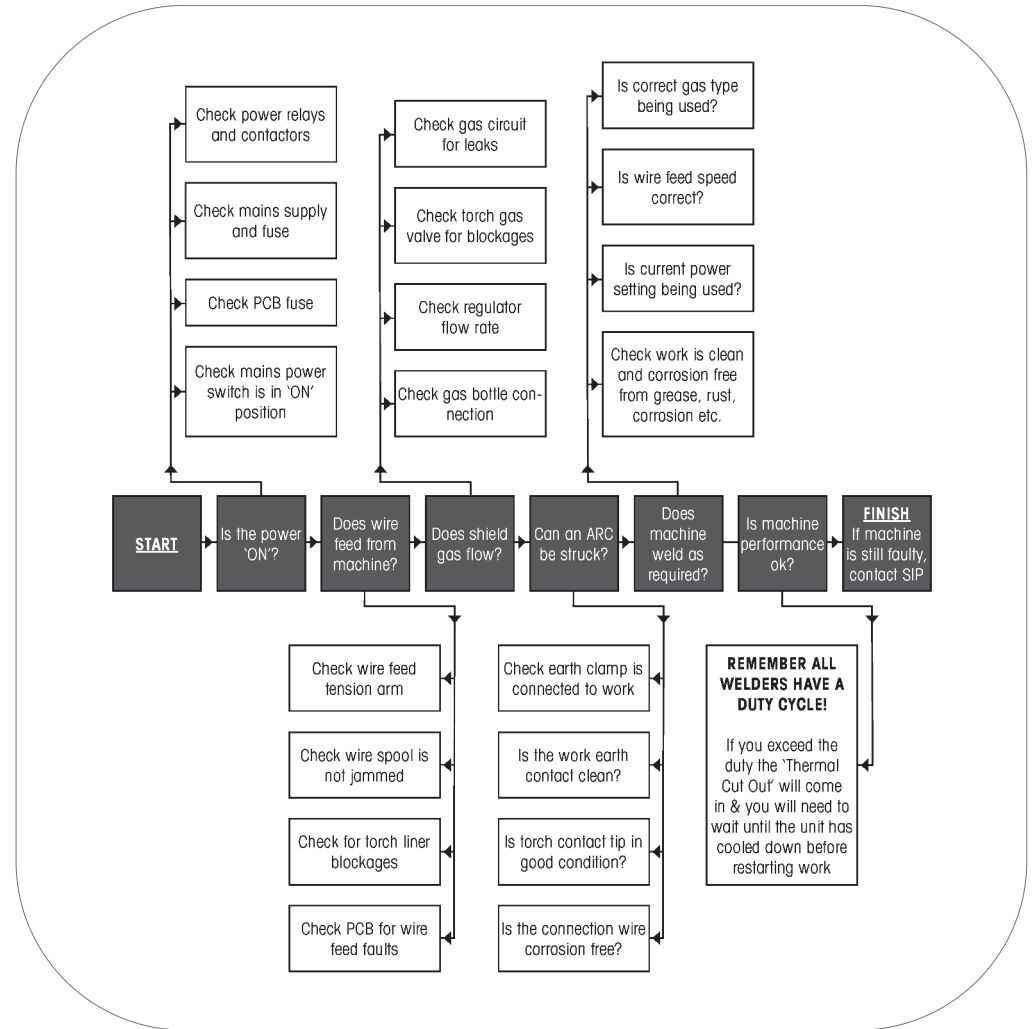 Check power relays
and contactors
Check mains supply
and fuse
Check PCB fuse
Check mains power
switch is in 'ON'
position
Check gas circuit
for leaks
Check torch gas
valve for blockages
Check regulator
flow rate
Check gas bottle con-
nection
Is correct gas type
being used?
Is wire feed speed
correct?
Is current power
setting being used?
Check work is clean
and corrosion free
from grease, rust,
corrosion etc.
START
Is the power
'ON'?
Does wire
feed from
machine?
Does shield
gas flow?
Can an ARC
be struck?
Does
machine
weld as
required?
Is machine
performance
ok?
FINISH
If machine
is still faulty,
contact SIP
Check wire feed
tension arm
Check wire spool is
not jammed
Check for torch liner
blockages
Check PCB for wire
feed faults
Check earth clamp is
connected to work
Is the work earth
contact clean?
Is torch contact tip in
good condition?
Is the connection wire
corrosion free?
REMEMBER ALL
WELDERS HAVE A
DUTY CYCLE!
If you exceed the
duty the 'Thermal
Cut Out' will come
in & you will need to
wait until the unit has
cooled down before
restarting work